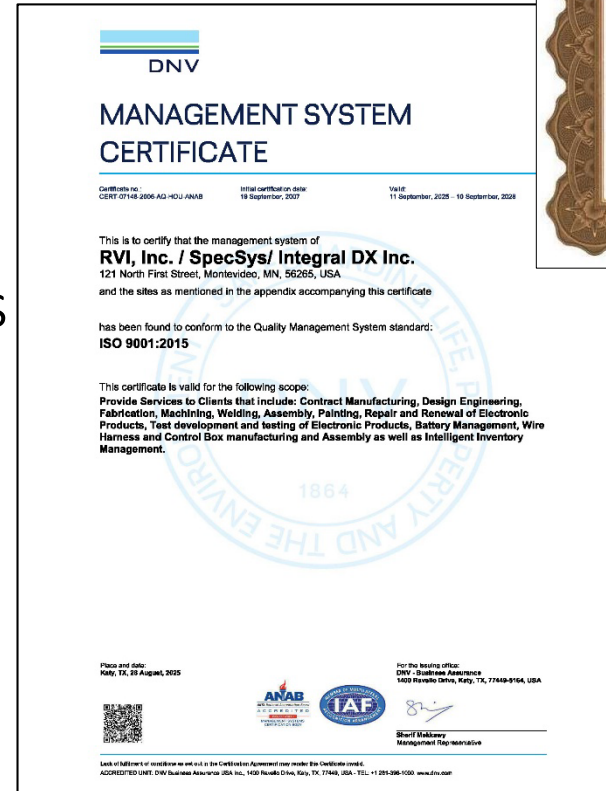 DNV
MANAGEMENT SYSTEM
CERTIFICATE
Certificate no.:
CERT-07148-2006-AQ-HOU-ANAB
Initial certification date:
19 September, 2007
Valid:
11 September, 2025 – 10 September, 2028
This is to certify that the management system of
RVI, Inc. / SpecSys/ Integral DX Inc.
121 North First Street, Montevideo, MN, 56265, USA
and the sites as mentioned in the appendix accompanying this certificate
S
has been found to conform to the Quality Management System standard:
ISO 9001:2015
This certificate is valid for the following scope:
Provide Services to Clients that include: Contract Manufacturing, Design Engineering,
Fabrication, Machining, Welding, Assembly, Painting, Repair and Renewal of Electronic
Products, Test development and testing of Electronic Products, Battery Management, Wire
Harness and Control Box manufacturing and Assembly as well as Intelligent Inventory
Management.
1864
Place and date:
Katy, TX, 28 August, 2025
For the issuing office:
DNV - Business Assurance
1400 Ravello Drive, Katy, TX, 77449-5164, USA
ANAB
ACCREDITED
IAF
Sherif Mekkawy
Management Representative
Lack of fulfilment of conditions as set out in the Certification Agreement may render this Certificate invalid.
ACCREDITED UNIT: DNV Business Assurance USA Inc., 1400 Ravello Drive, Katy, TX, 77449, USA - TEL: +1 281-396-1000. www.dnv.com